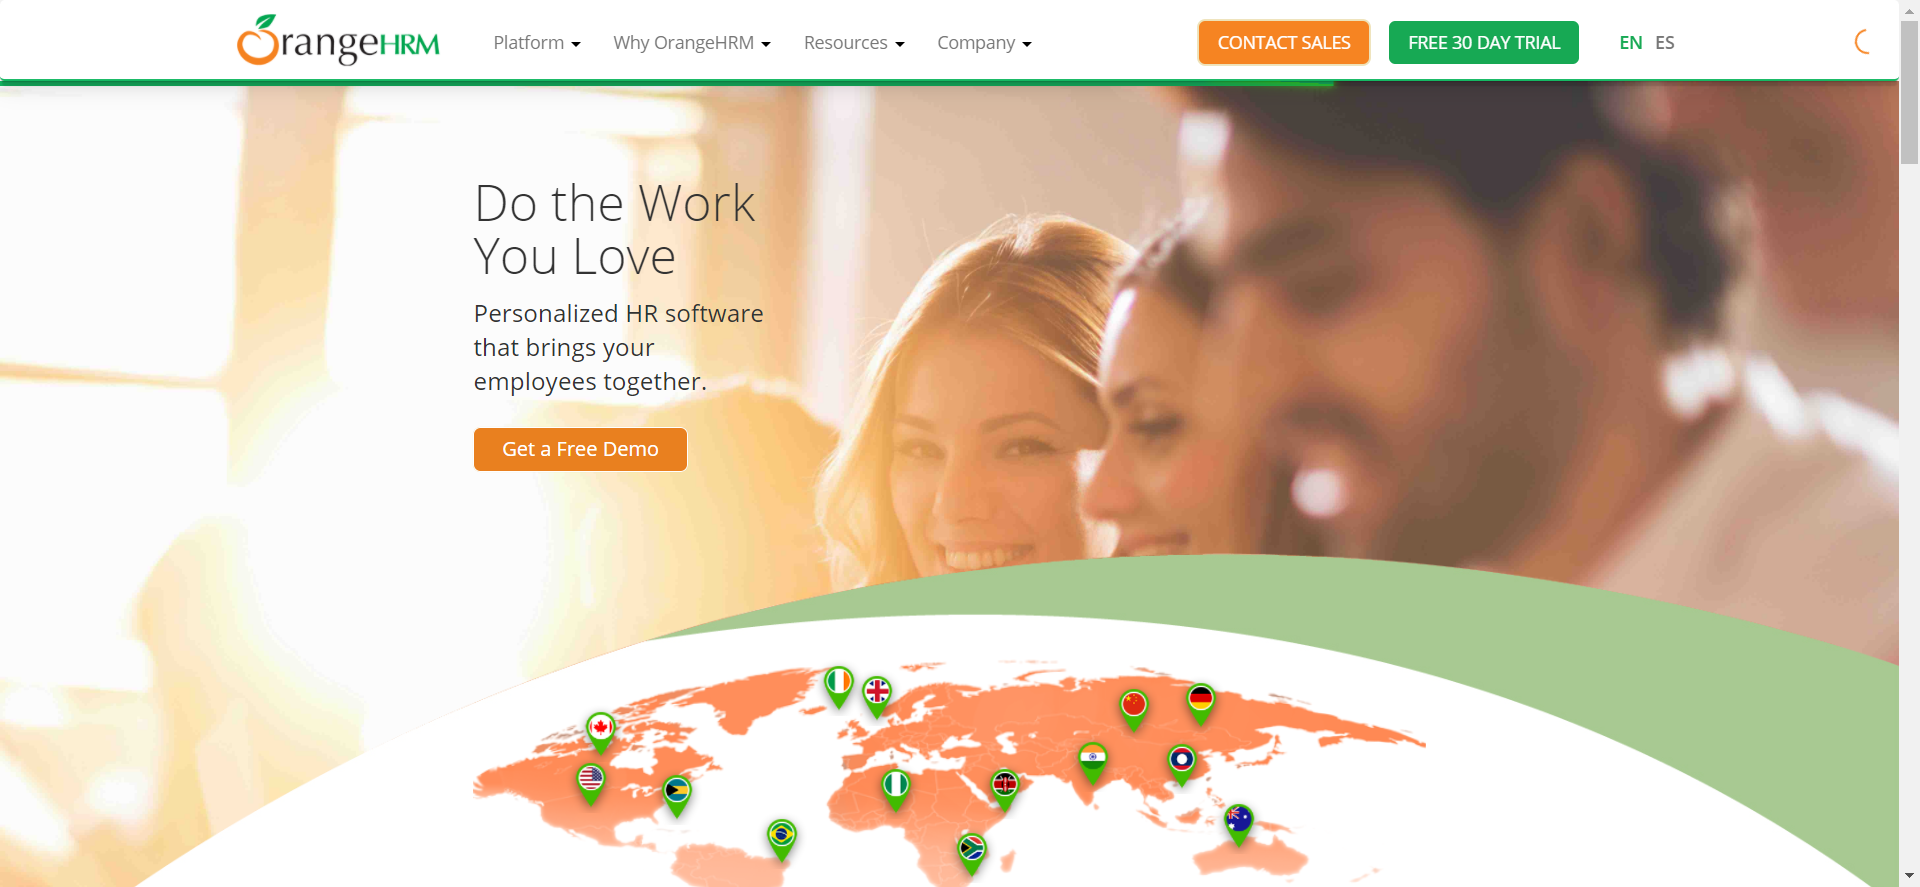 OrangeHRM
Platform
Why OrangeHRM
Resources
Company
CONTACT SALES
FREE 30 DAY TRIAL
EN ES
Do the Work
You Love
Personalized HR software
that brings your
employees together.
Get a Free Demo